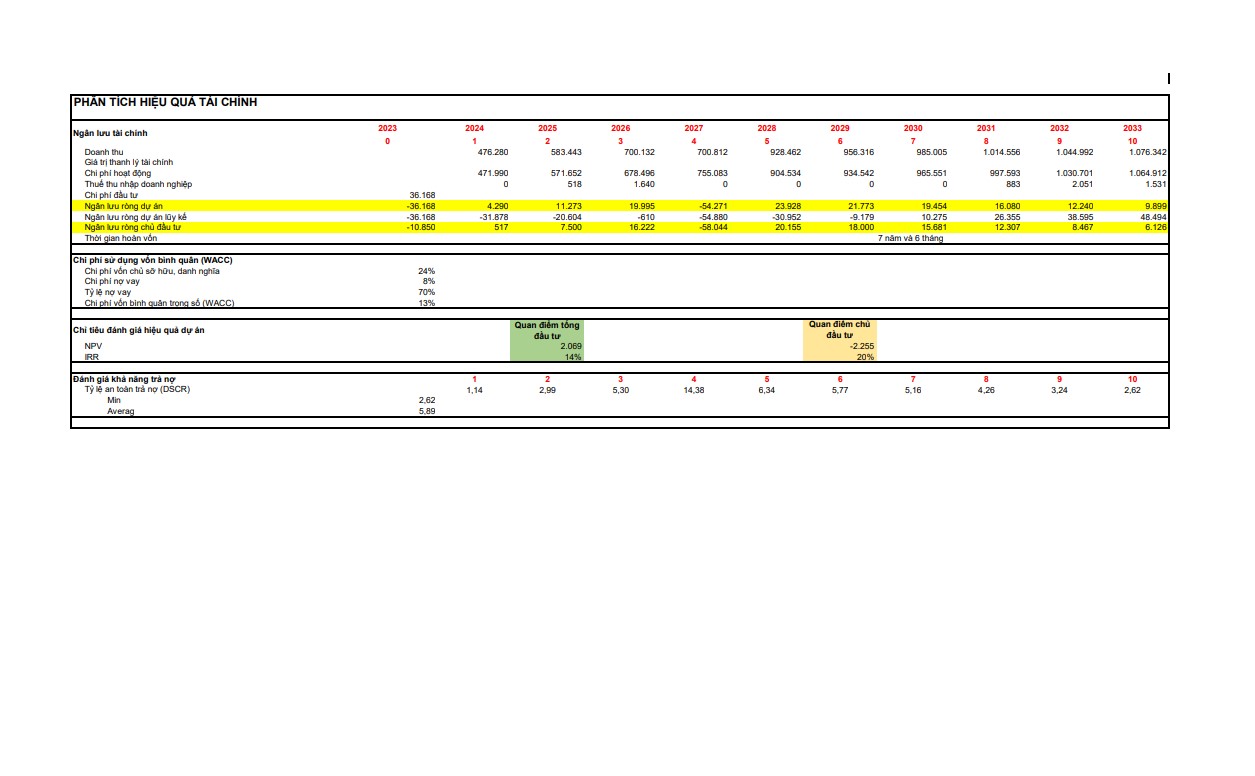 PHÂN TÍCH HIỆU QUẢ TÀI CHÍNH
Ngân lưu tài chính 2023 2024 2025 2026 2027 2028 2029 2030 2031 2032 2033
0 1 2 3 4 5 6 7 8 9 10
Doanh thu 476.280 583.443 700.132 700.812 928.462 956.316 985.005 1.014.556 1.044.992 1.076.342
Giá trị thanh lý tài chính
Chi phí hoạt động 471.990 571.652 678.496 755.083 904.534 934.542 965.551 997.593 1.030.701 1.064.912
Thuế thu nhập doanh nghiệp 0 518 1.640 0 0 0 0 883 2.051 1.531
Chi phí đầu tư 36.168
Ngân lưu ròng dự án -36.168 4.290 11.273 19.995 -54.271 23.928 21.773 19.454 16.080 12.240 9.899
Ngân lưu ròng dự án lũy kế -36.168 -31.878 -20.604 -610 -54.880 -30.952 -9.179 10.275 26.355 38.595 48.494
Ngân lưu ròng chủ đầu tư -10.850 517 7.500 16.222 -58.044 20.155 18.000 15.681 12.307 8.467 6.126
Thời gian hoàn vốn 7 năm và 6 tháng
Chi phí sử dụng vốn bình quân (WACC)
Chi phí vốn chủ sỡ hữu, danh nghĩa 24%
Chi phí nợ vay 8%
Tỷ lệ nợ vay 70%
Chi phí vốn bình quân trọng số (WACC) 13%
Chỉ tiêu đánh giá hiệu quả dự án Quan điểm tổng đầu tư Quan điểm chủ đầu tư
NPV 2.069 -2.255
IRR 14% 20%
Đánh giá khả năng trả nợ 1 2 3 4 5 6 7 8 9 10
Tỷ lệ an toàn trả nợ (DSCR) 1,14 2,99 5,30 14,38 6,34 5,77 5,16 4,26 3,24 2,62
Min 2,62
Averag 5,89